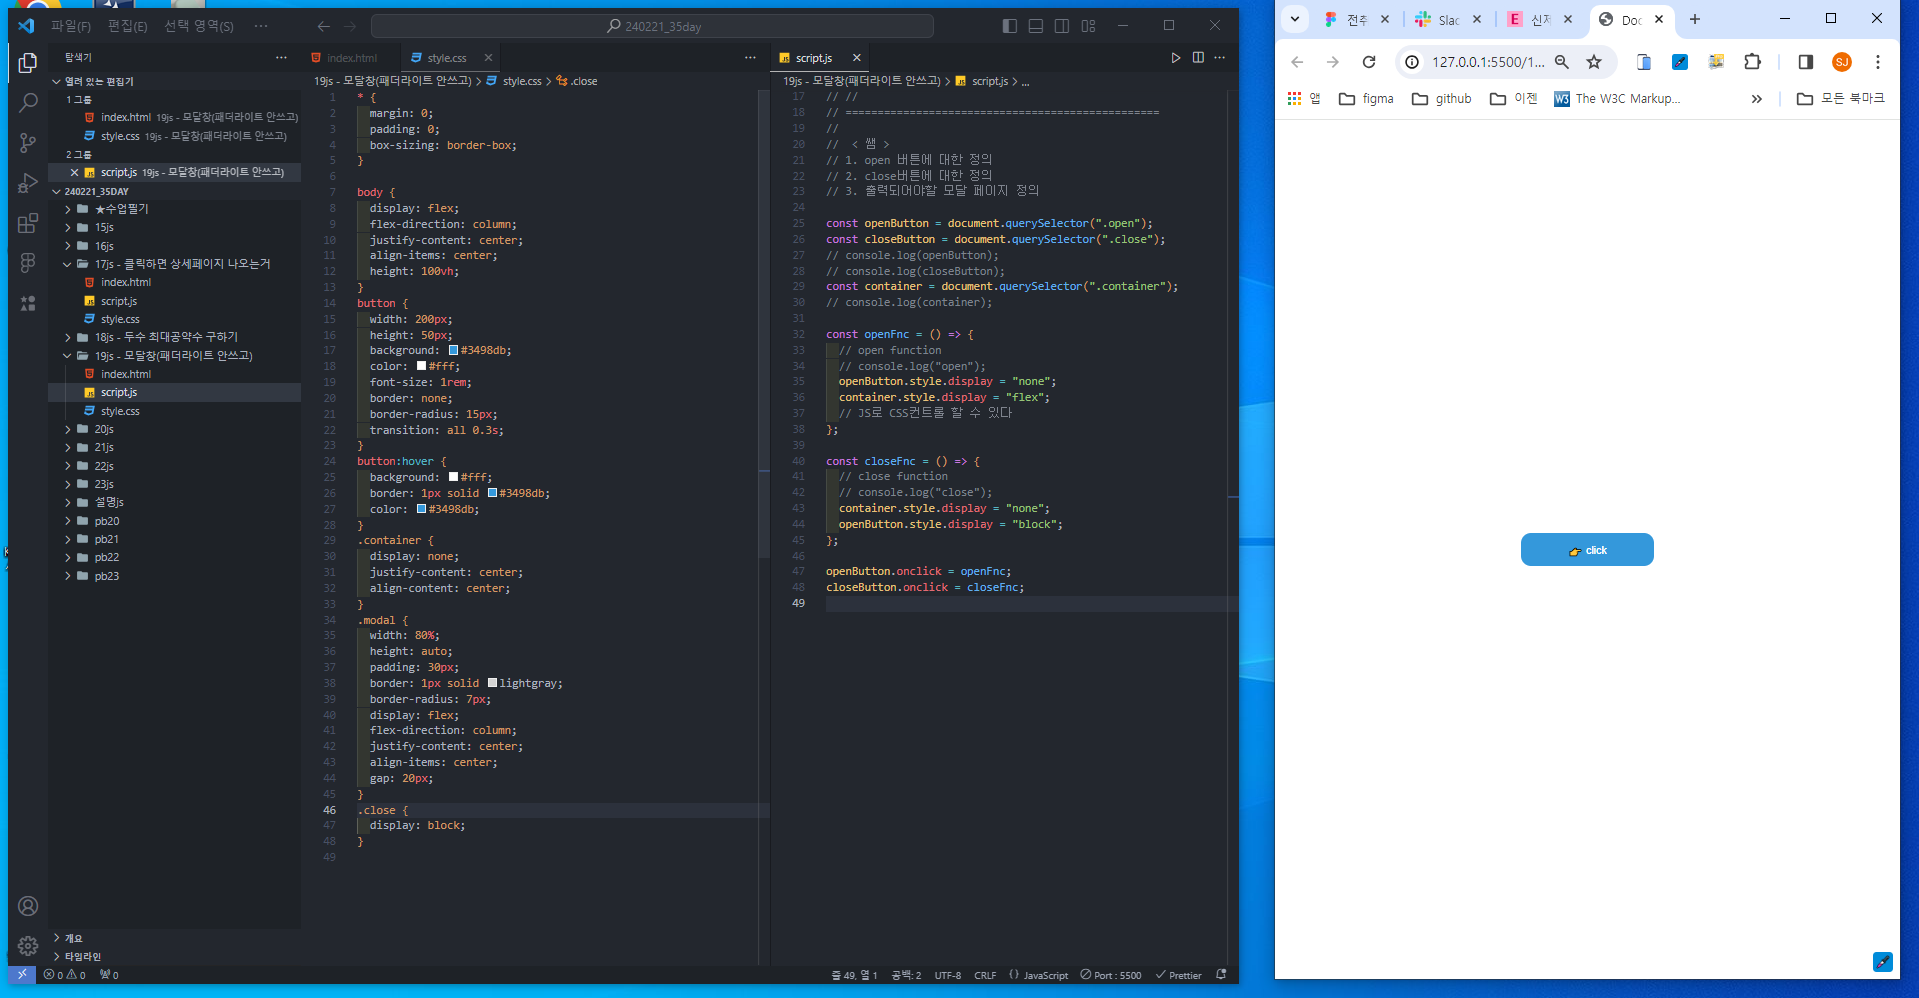 파일(F) 편집(E) 선택 영역(S) ··· 240221_35day
탐색기 ···
열려 있는 편집기
1 그룹
index.html 19js - 모달창(패더라이트 안쓰고)
style.css 19js - 모달창(패더라이트 안쓰고)
2 그룹
script.js 19js - 모달창(패더라이트 안쓰고)
240221_35DAY
★수업필기
15js
16js
17js - 클릭하면 상세페이지 나오는거
index.html
script.js
style.css
18js - 두수 최대공약수 구하기
19js - 모달창(패더라이트 안쓰고)
index.html
script.js
style.css
20js
21js
22js
23js
설명js
pb20
pb21
pb22
pb23
개요
타임라인
index.html style.css
19js - 모달창(패더라이트 안쓰고) > style.css > .close
1 * {
2 margin: 0;
3 padding: 0;
4 box-sizing: border-box;
5 }
6
7 body {
8 display: flex;
9 flex-direction: column;
10 justify-content: center;
11 align-items: center;
12 height: 100vh;
13 }
14 button {
15 width: 200px;
16 height: 50px;
17 background: #3498db;
18 color: #fff;
19 font-size: 1rem;
20 border: none;
21 border-radius: 15px;
22 transition: all 0.3s;
23 }
24 button:hover {
25 background: #fff;
26 border: 1px solid #3498db;
27 color: #3498db;
28 }
29 .container {
30 display: none;
31 justify-content: center;
32 align-content: center;
33 }
34 .modal {
35 width: 80%;
36 height: auto;
37 padding: 30px;
38 border: 1px solid lightgray;
39 border-radius: 7px;
40 display: flex;
41 flex-direction: column;
42 justify-content: center;
43 align-items: center;
44 gap: 20px;
45 }
46 .close {
47 display: block;
48 }
49
script.js
19js - 모달창(패더라이트 안쓰고) > script.js > ...
17 // //
18 // =================================================
19 //
20 // < 쌤 >
21 // 1. open 버튼에 대한 정의
22 // 2. close버튼에 대한 정의
23 // 3. 출력되어야할 모달 페이지 정의
24
25 const openButton = document.querySelector(".open");
26 const closeButton = document.querySelector(".close");
27 // console.log(openButton);
28 // console.log(closeButton);
29 const container = document.querySelector(".container");
30 // console.log(container);
31
32 const openFnc = () => {
33 // open function
34 // console.log("open");
35 openButton.style.display = "none";
36 container.style.display = "flex";
37 // JS로 CSS컨트롤 할 수 있다
38 };
39
40 const closeFnc = () => {
41 // close function
42 // console.log("close");
43 container.style.display = "none";
44 openButton.style.display = "block";
45 };
46
47 openButton.onclick = openFnc;
48 closeButton.onclick = closeFnc;
49
0 0 0 줄 49, 열 1 공백: 2 UTF-8 CRLF {} JavaScript Port : 5500 Prettier
전추 Slac 신저 Doc
127.0.0.1:5500/1... SJ
앱 figma github 이젠 W3 The W3C Markup... » 모든 북마크
👉 click